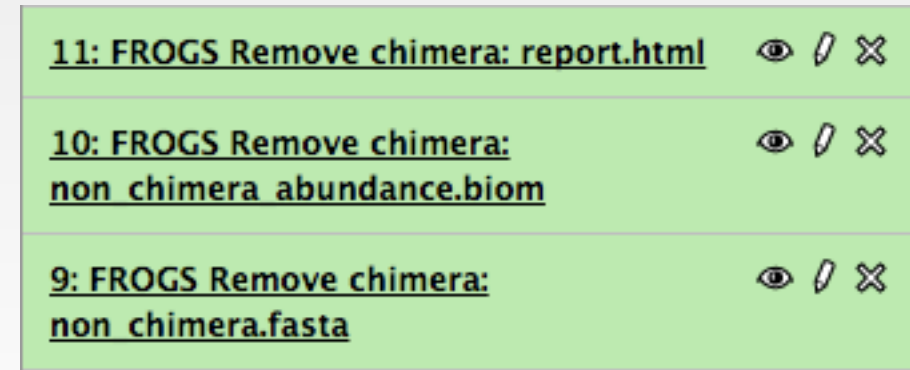 11: FROGS Remove chimera: report.html
10: FROGS Remove chimera:
non_chimera_abundance.biom
9: FROGS Remove chimera:
non_chimera.fasta